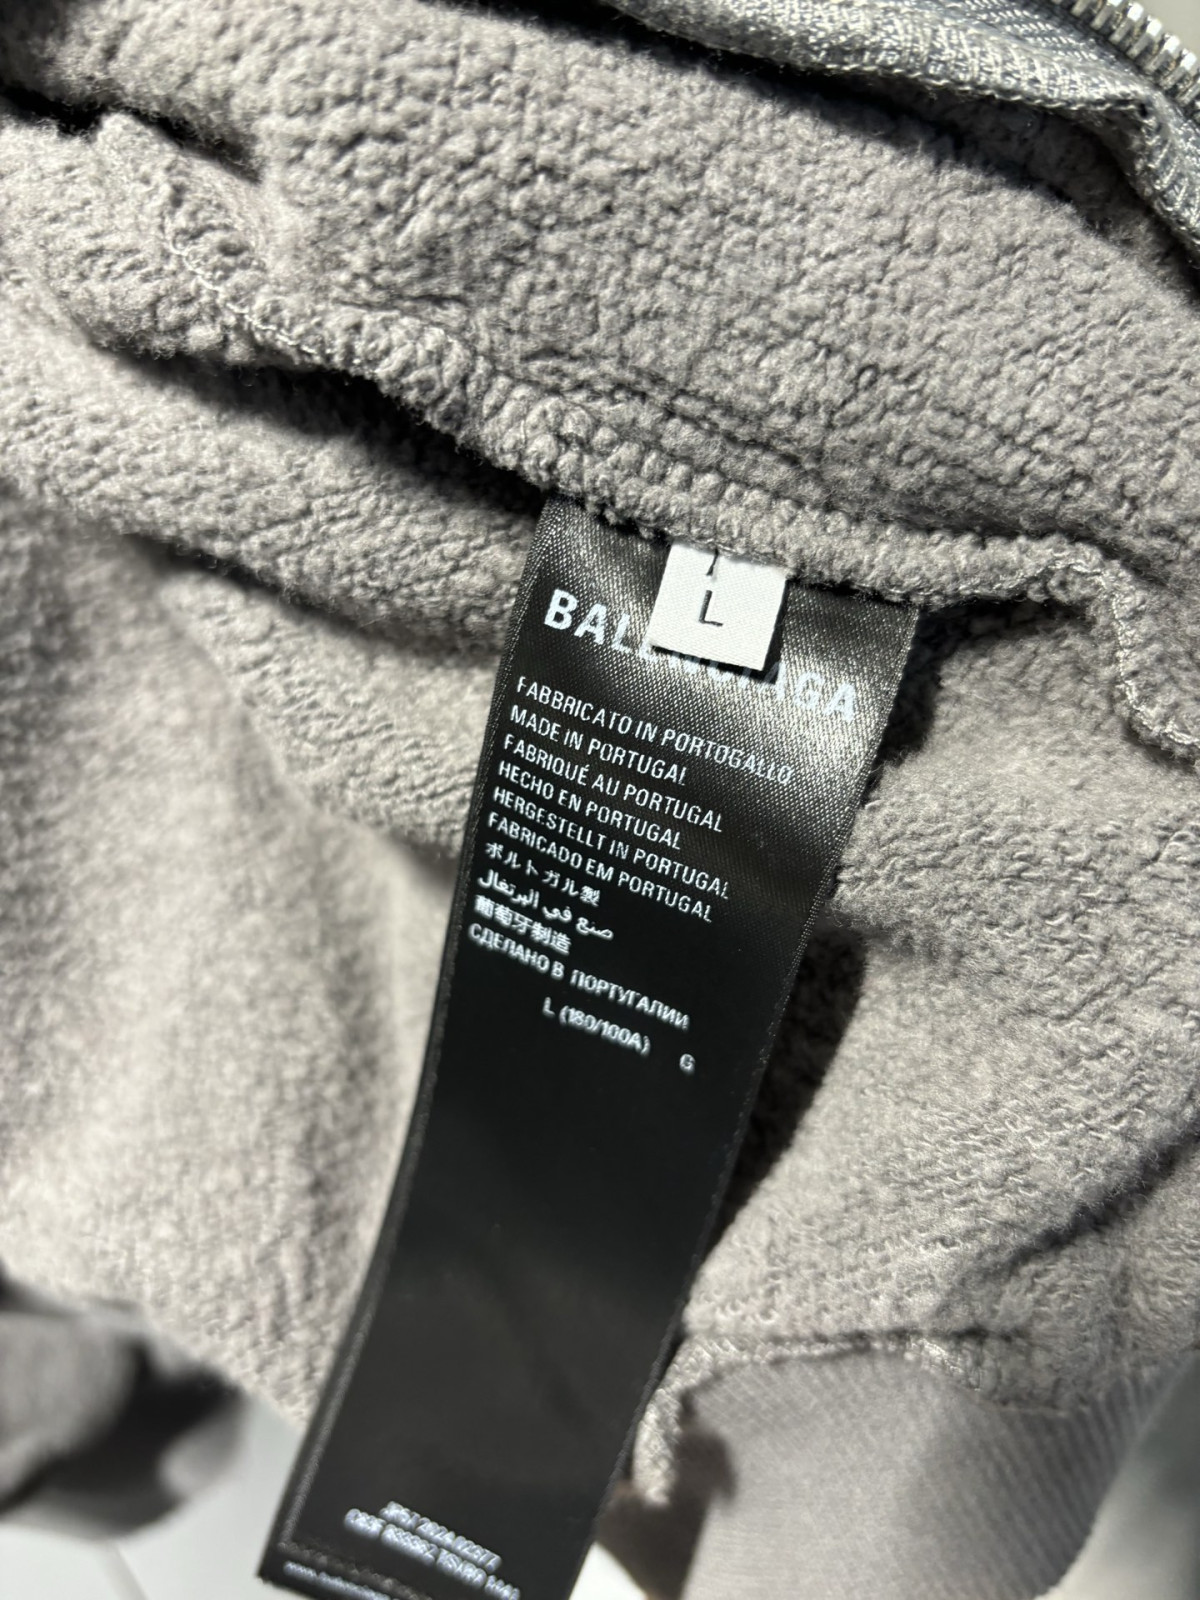 L
BALENCIAGA
FABBRICATO IN PORTOGALLO
MADE IN PORTUGAL
FABRIQUÉ AU PORTUGAL
HECHO EN PORTUGAL
HERGESTELLT IN PORTUGAL
FABRICADO EM PORTUGAL
ポルトガル製
صنع في البرتغال
葡萄牙制造
СДЕЛАНО В ПОРТУГАЛИИ
L (180/100A) G